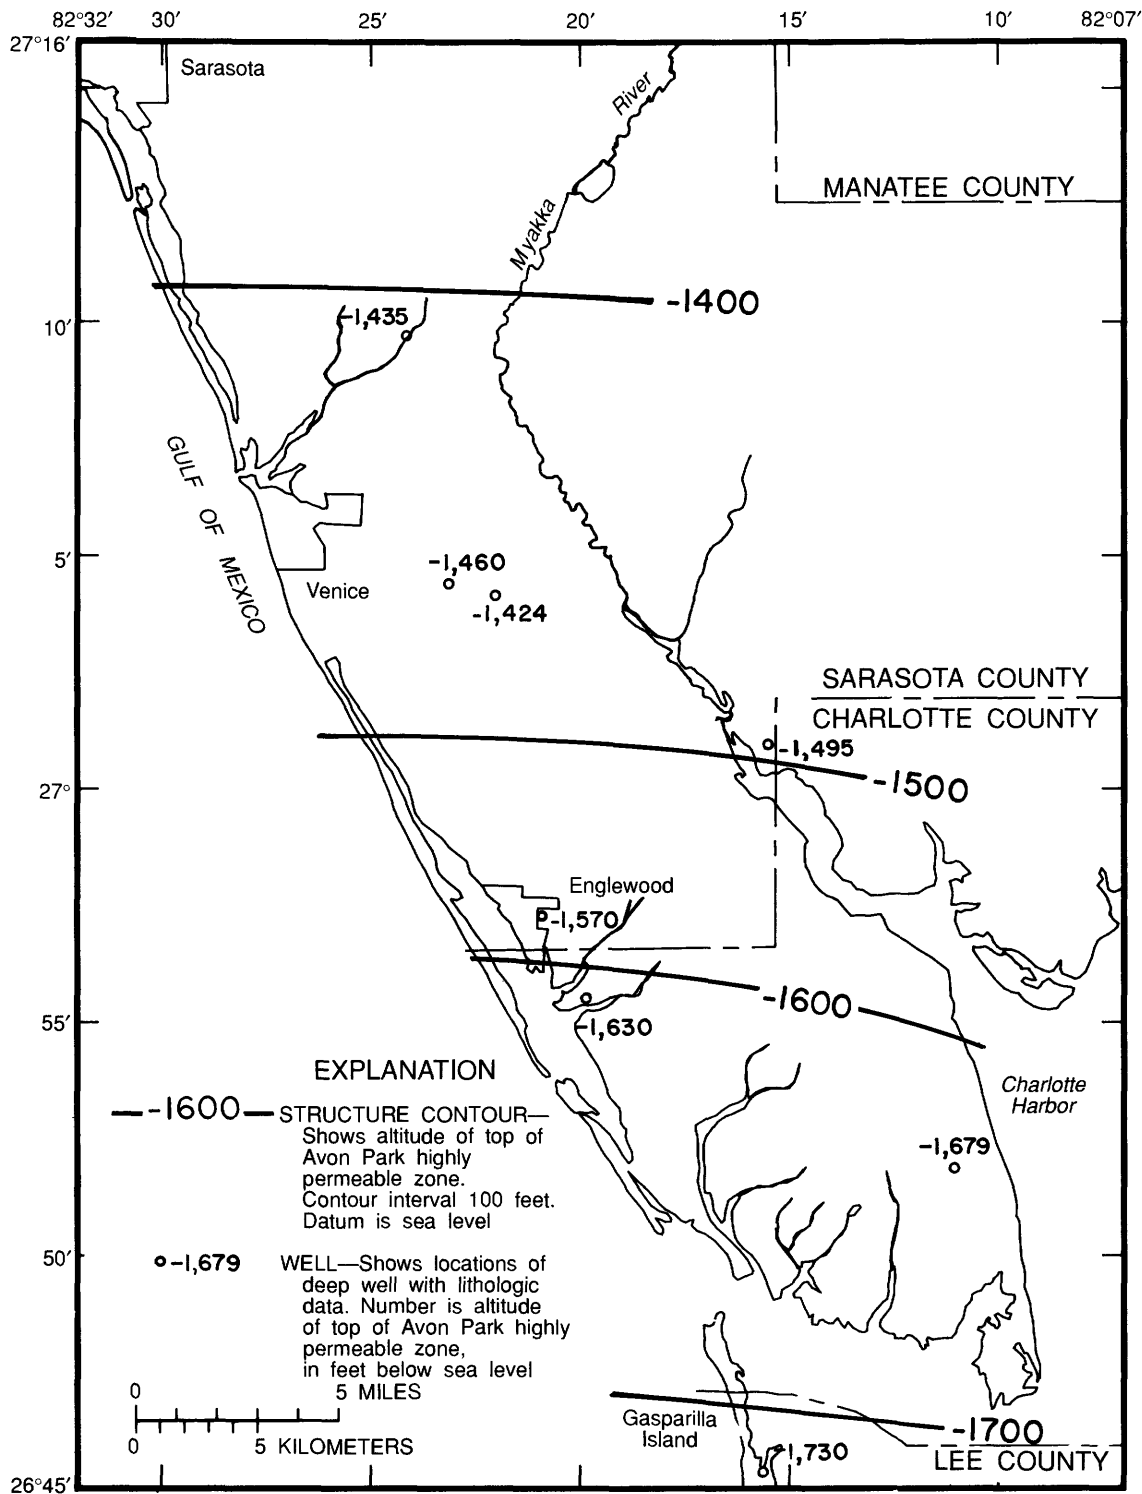 82°32′ 30′ 25′ 20′ 15′ 10′ 82°07′
27°16′
Sarasota
River
MANATEE COUNTY
Myakka
-1400
10′
-1,435
GULF OF MEXICO
5′
-1,460
Venice
-1,424
SARASOTA COUNTY
CHARLOTTE COUNTY
-1,495
27°
-1500
Englewood
-1,570
-1600
55′
-1,630
EXPLANATION
Charlotte
Harbor
-1600
STRUCTURE CONTOUR—
Shows altitude of top of
Avon Park highly
permeable zone.
Contour interval 100 feet.
Datum is sea level
-1,679
50′
-1,679
WELL—Shows locations of
deep well with lithologic
data. Number is altitude
of top of Avon Park highly
permeable zone,
in feet below sea level
0 5 MILES
0 5 KILOMETERS
Gasparilla
Island
-1700
-1,730
LEE COUNTY
26°45′